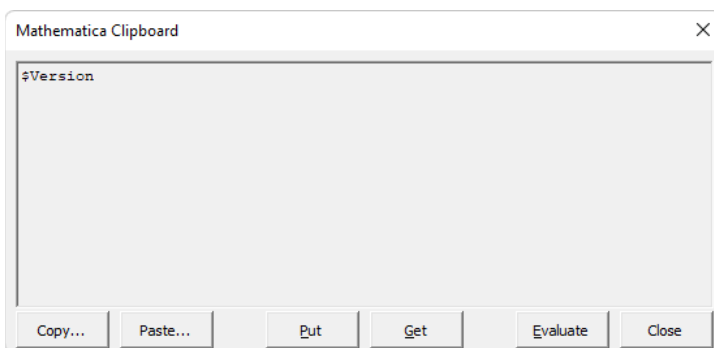 Mathematica Clipboard
$Version
Copy... Paste... Put Get Evaluate Close